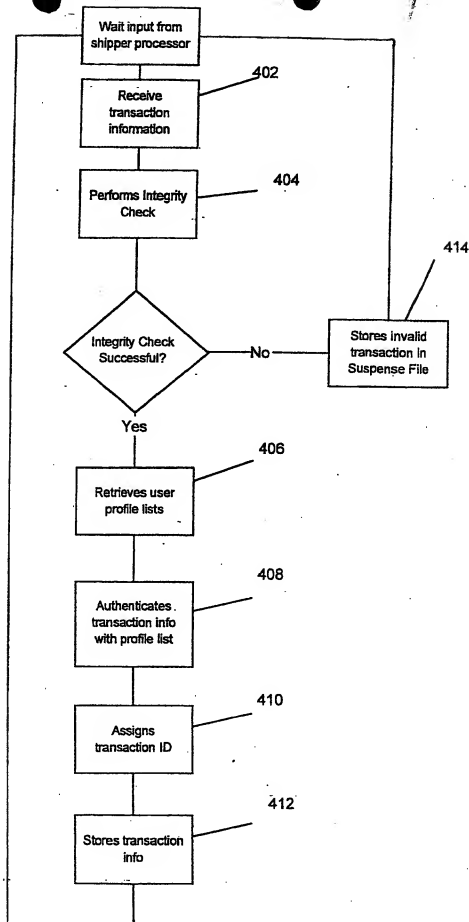 Wait input from
shipper processor
402
Receive
transaction
information
404
Performs Integrity
Check
414
Integrity Check
Successful?
No
Stores invalid
transaction in
Suspense File
Yes
406
Retrieves user
profile lists
408
Authenticates
transaction info
with profile list
410
Assigns
transaction ID
412
Stores transaction
info